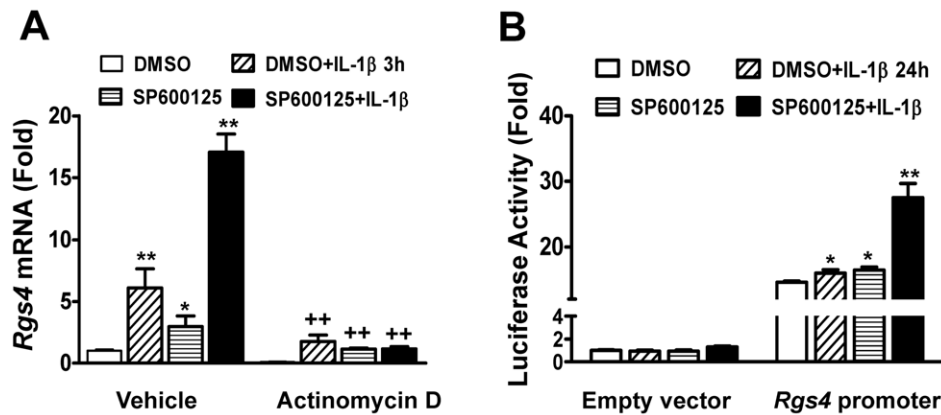 A
DMSO
DMSO+IL-1β 3h
SP600125
SP600125+IL-1β
Rgs4 mRNA (Fold)
20
15
10
5
0
**
*
**
++
++
++
Vehicle
Actinomycin D
B
DMSO
DMSO+IL-1β 24h
SP600125
SP600125+IL-1β
Luciferase Activity (Fold)
40
30
20
4
2
0
*
*
**
Empty vector
Rgs4 promoter